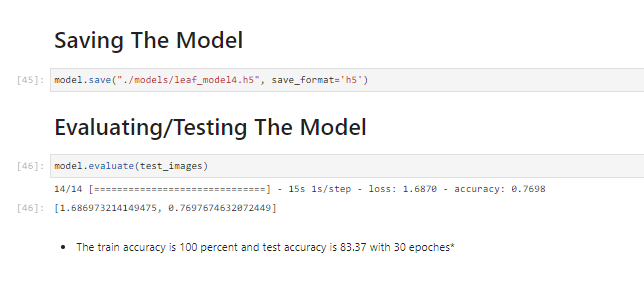 Saving The Model
[45]: model.save("./models/leaf_model4.h5", save_format='h5')
Evaluating/Testing The Model
[46]: model.evaluate(test_images)
14/14 [==============================] - 15s 1s/step - loss: 1.6870 - accuracy: 0.7698
[46]: [1.686973214149475, 0.7697674632072449]
• The train accuracy is 100 percent and test accuracy is 83.37 with 30 epoches*